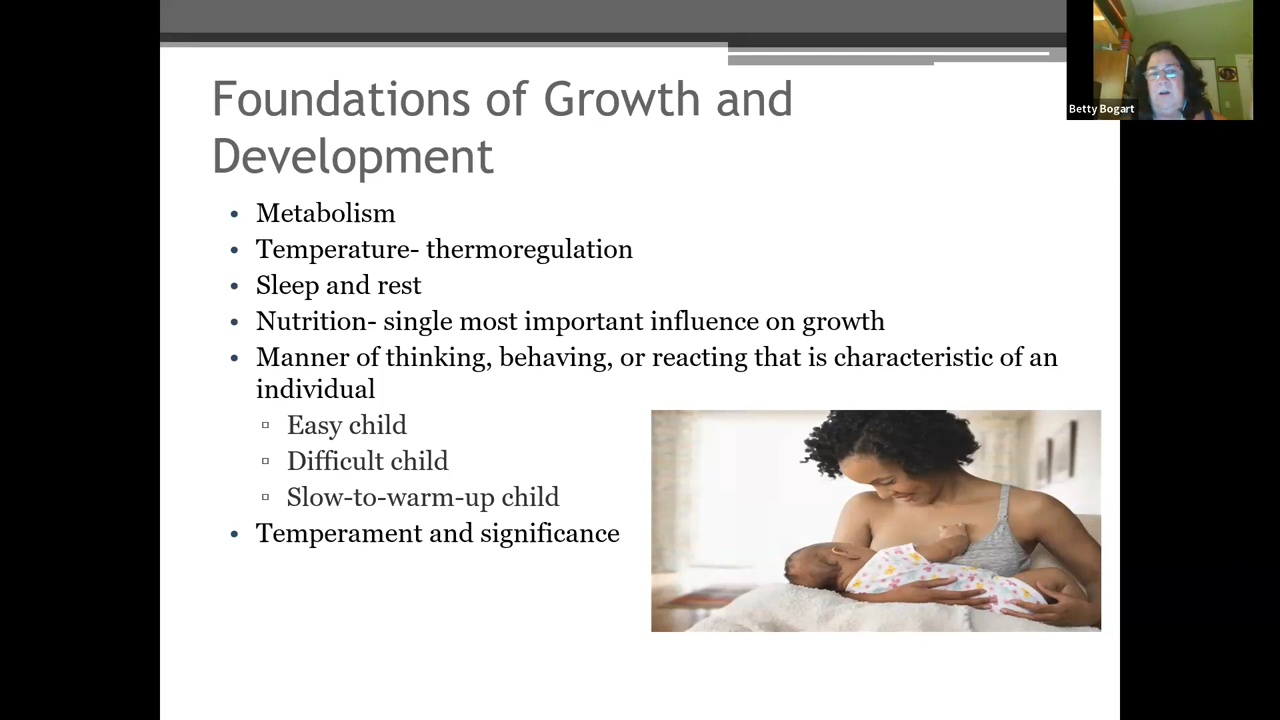 Foundations of Growth and
Development
• Metabolism
• Temperature- thermoregulation
• Sleep and rest
• Nutrition- single most important influence on growth
• Manner of thinking, behaving, or reacting that is characteristic of an
individual
▫ Easy child
▫ Difficult child
▫ Slow-to-warm-up child
• Temperament and significance
Betty Bogart